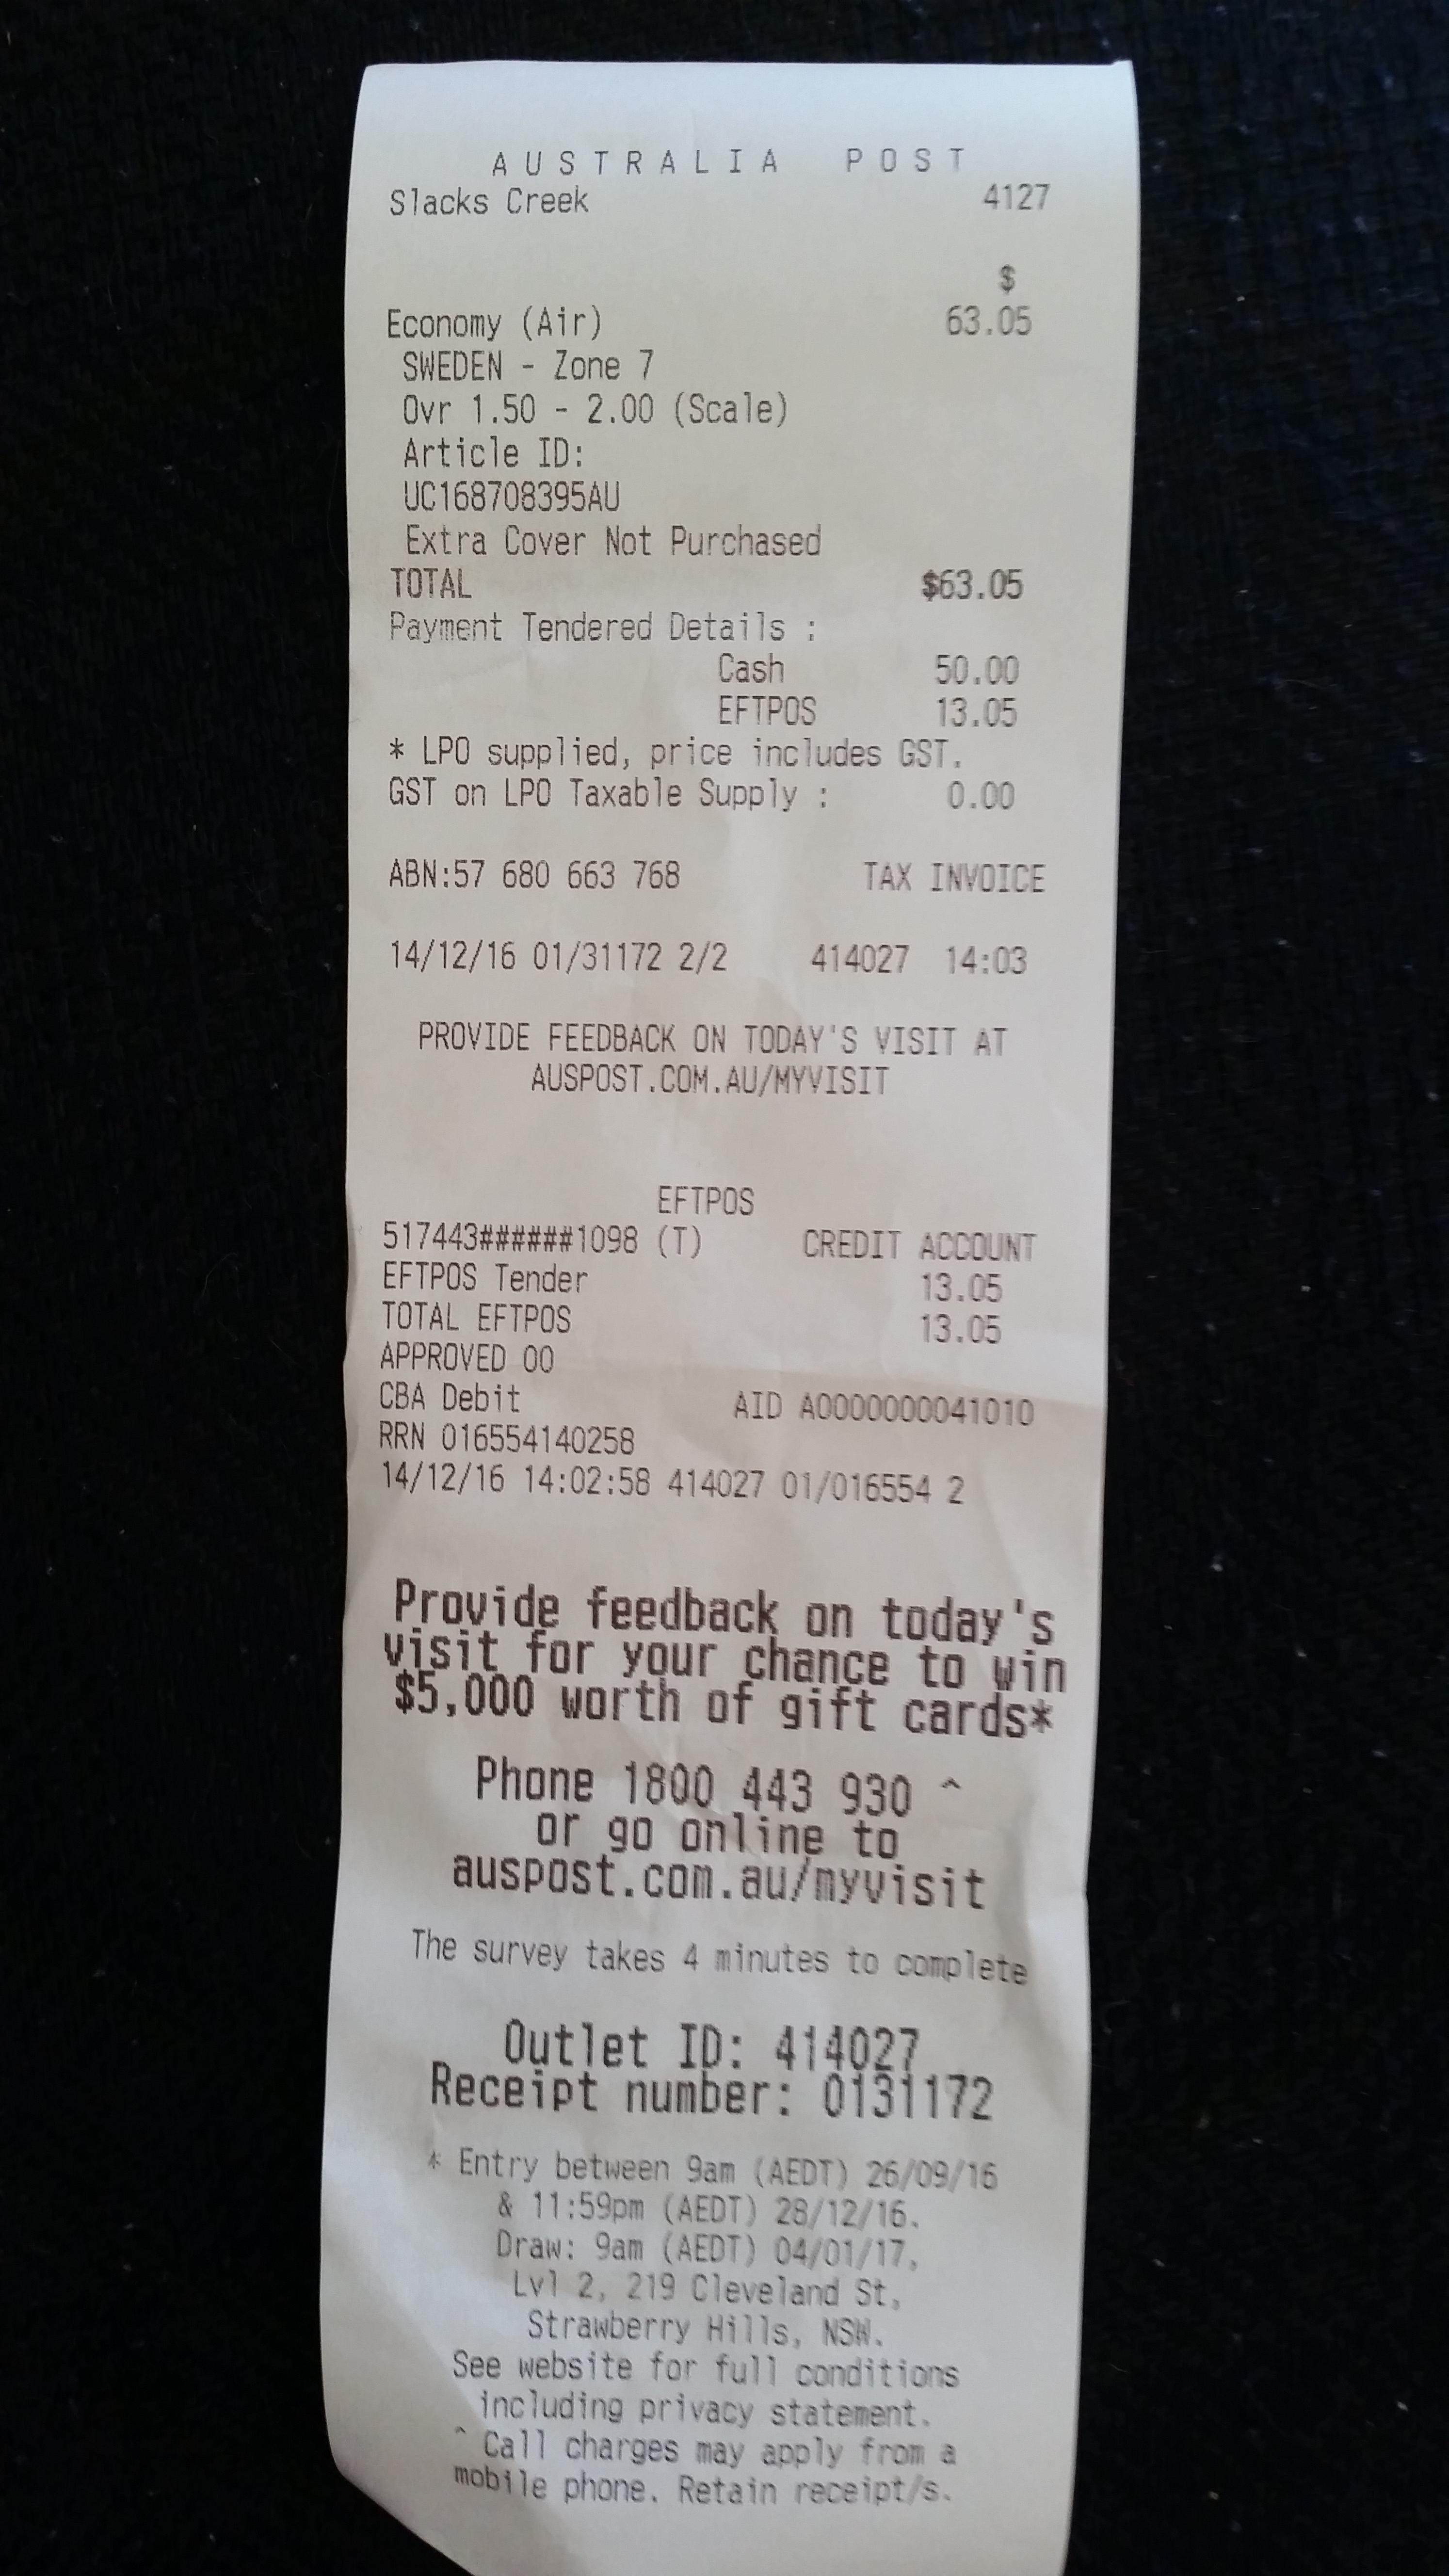 AUSTRALIA POST
Slacks Creek 4127
$
Economy (Air) 63.05
SWEDEN - Zone 7
Ovr 1.50 - 2.00 (Scale)
Article ID:
UC168708395AU
Extra Cover Not Purchased
TOTAL $63.05
Payment Tendered Details :
Cash 50.00
EFTPOS 13.05
* LPO supplied, price includes GST.
GST on LPO Taxable Supply : 0.00
ABN:57 680 663 768 TAX INVOICE
14/12/16 01/31172 2/2 414027 14:03
PROVIDE FEEDBACK ON TODAY'S VISIT AT
AUSPOST.COM.AU/MYVISIT
EFTPOS
517443######1098 (T) CREDIT ACCOUNT
EFTPOS Tender 13.05
TOTAL EFTPOS 13.05
APPROVED 00
CBA Debit AID A0000000041010
RRN 016554140258
14/12/16 14:02:58 414027 01/016554 2
Provide feedback on today's
visit for your chance to win
$5,000 worth of gift cards*
Phone 1800 443 930 ^
or go online to
auspost.com.au/myvisit
The survey takes 4 minutes to complete
Outlet ID: 414027
Receipt number: 0131172
* Entry between 9am (AEDT) 26/09/16
& 11:59pm (AEDT) 28/12/16.
Draw: 9am (AEDT) 04/01/17,
Lvl 2, 219 Cleveland St,
Strawberry Hills, NSW.
See website for full conditions
including privacy statement.
^ Call charges may apply from a
mobile phone. Retain receipt/s.